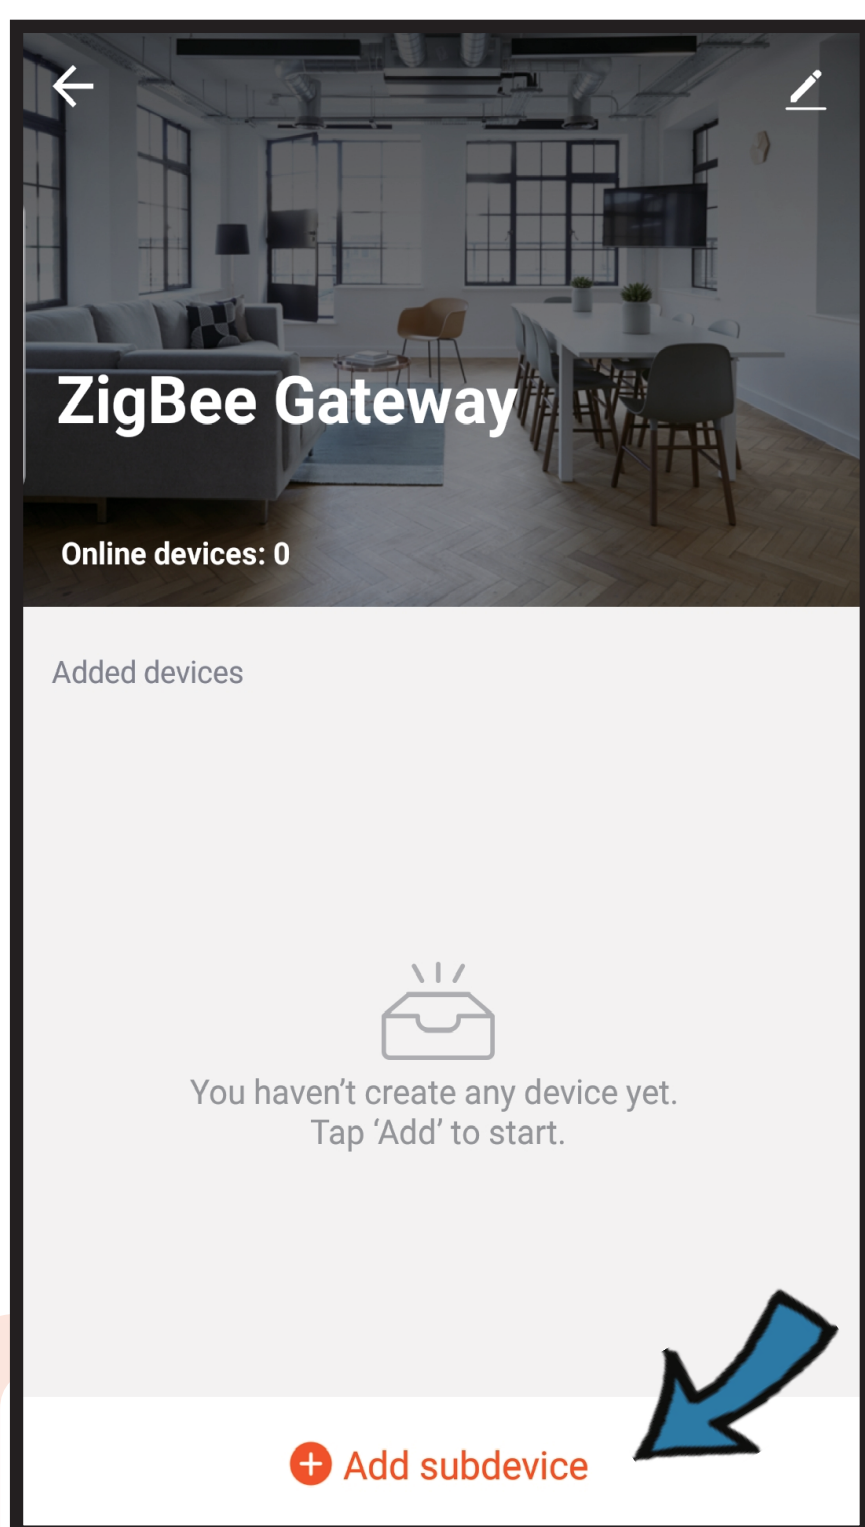 ZigBee Gateway
Online devices: 0
Added devices
You haven’t create any device yet.
Tap ‘Add’ to start.
Add subdevice